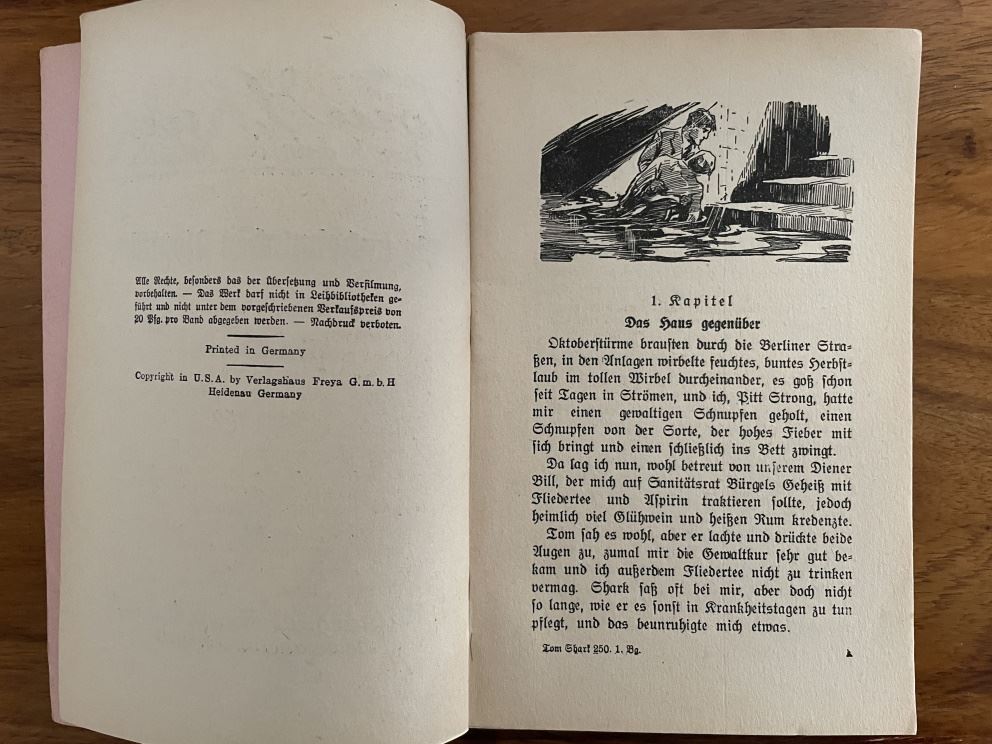 Alle Rechte, besonders das der Übersetzung und Verfilmung,
vorbehalten. — Das Werk darf nicht in Leihbibliotheken ge-
führt und nicht unter dem vorgeschriebenen Verkaufspreis von
20 Pfg. pro Band abgegeben werden. — Nachdruck verboten.
Printed in Germany
Copyright in U.S.A. by Verlagshaus Freya G. m. b. H
Heidenau Germany
1. Kapitel
Das Haus gegenüber
Oktoberstürme brausten durch die Berliner Stra-
ßen, in den Anlagen wirbelte feuchtes, buntes Herbst-
laub im tollen Wirbel durcheinander, es goß schon
seit Tagen in Strömen, und ich, Pitt Strong, hatte
mir einen gewaltigen Schnupfen geholt, einen
Schnupfen von der Sorte, der hohes Fieber mit
sich bringt und einen schließlich ins Bett zwingt.
Da lag ich nun, wohl betreut von unserem Diener
Bill, der mich auf Sanitätsrat Bürgels Geheiß mit
Fliedertee und Aspirin traktieren sollte, jedoch
heimlich viel Glühwein und heißen Rum kredenzte.
Tom sah es wohl, aber er lachte und drückte beide
Augen zu, zumal mir die Gewaltkur sehr gut be-
kam und ich außerdem Fliedertee nicht zu trinken
vermag. Shark saß oft bei mir, aber doch nicht
so lange, wie er es sonst in Krankheitstagen zu tun
pflegt, und das beunruhigte mich etwas.
Tom Shark 250. 1. Bg.